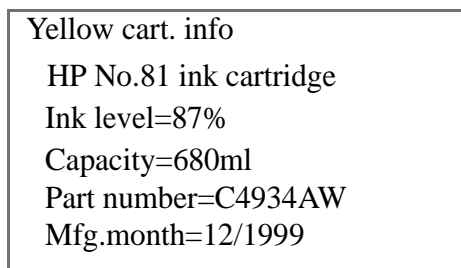 Yellow cart. info
HP No.81 ink cartridge
Ink level=87%
Capacity=680ml
Part number=C4934AW
Mfg.month=12/1999